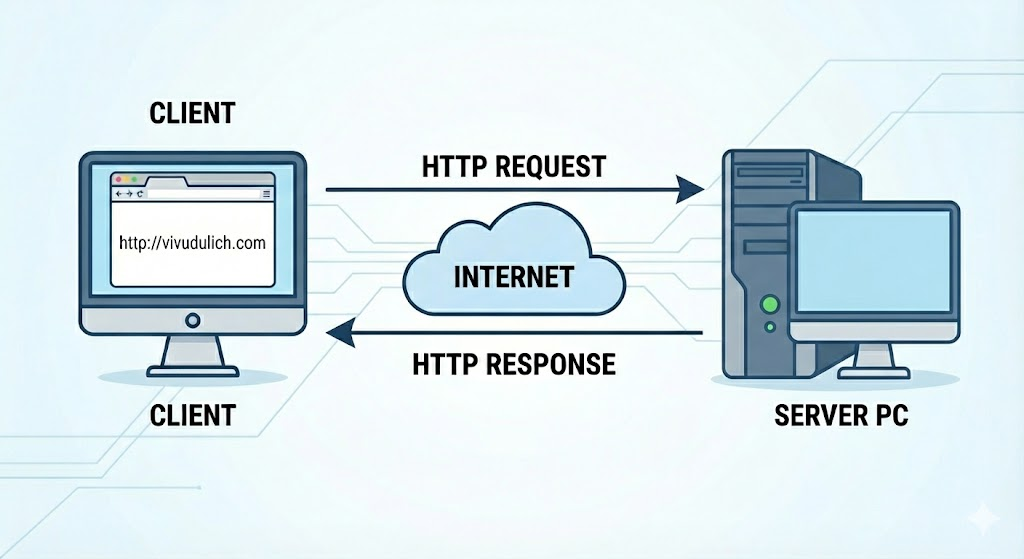 CLIENT
HTTP REQUEST
http://vivudulich.com
INTERNET
HTTP RESPONSE
CLIENT
SERVER PC